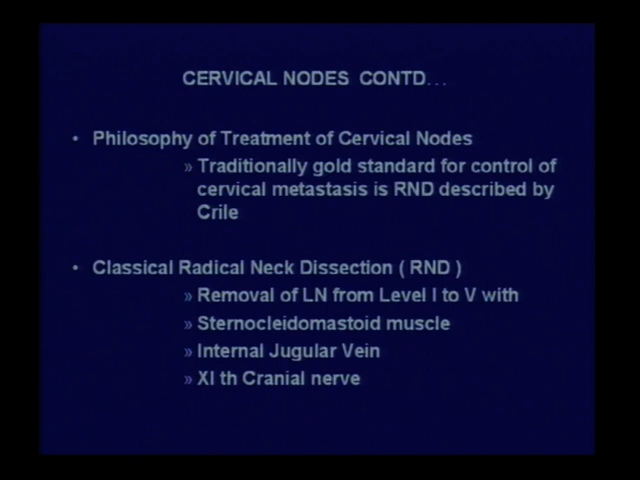 CERVICAL NODES  CONTD...
• Philosophy of Treatment of Cervical Nodes
» Traditionally gold standard for control of
cervical metastasis is RND described by
Crile
• Classical Radical Neck Dissection ( RND )
» Removal of LN from Level I to V with
» Sternocleidomastoid muscle
» Internal Jugular Vein
» XI th Cranial nerve